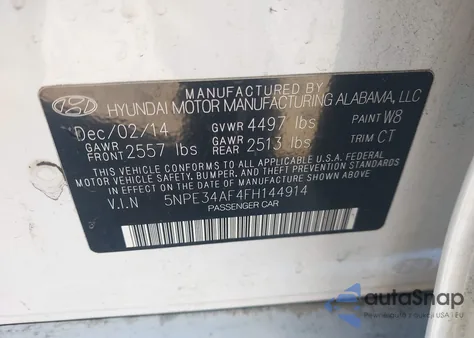 MANUFACTURED BY
HYUNDAI MOTOR MANUFACTURING ALABAMA, LLC
Dec/02/14 GVWR 4497 lbs PAINT W8
GAWR FRONT 2557 lbs GAWR REAR 2513 lbs TRIM CT
THIS VEHICLE CONFORMS TO ALL APPLICABLE U.S.A. FEDERAL
MOTOR VEHICLE SAFETY, BUMPER, AND THEFT PREVENTION STANDARDS
IN EFFECT ON THE DATE OF MANUFACTURE SHOWN ABOVE.
V.I.N 5NPE34AF4FH144914
PASSENGER CAR
autoSnap